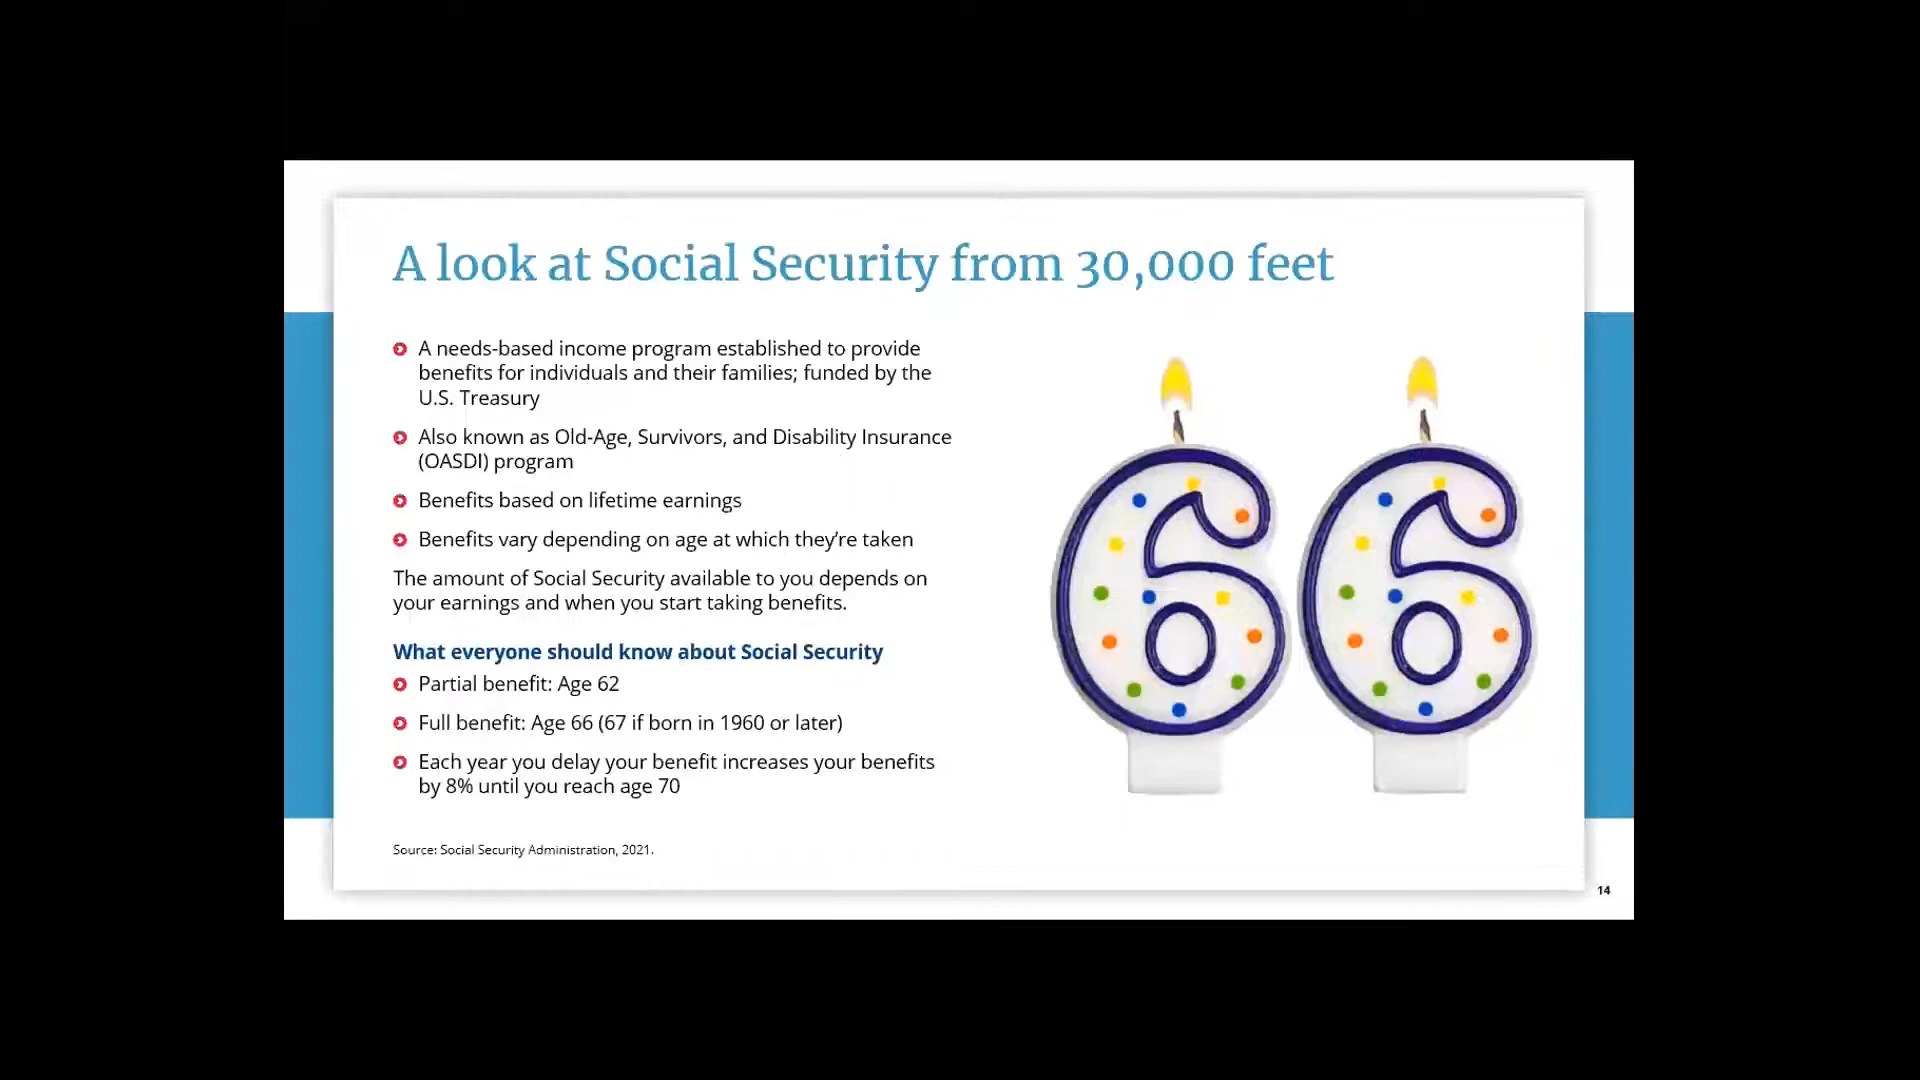 A look at Social Security from 30,000 feet
A needs-based income program established to provide
benefits for individuals and their families; funded by the
U.S. Treasury
Also known as Old-Age, Survivors, and Disability Insurance
(OASDI) program
Benefits based on lifetime earnings
Benefits vary depending on age at which they’re taken
The amount of Social Security available to you depends on
your earnings and when you start taking benefits.
What everyone should know about Social Security
Partial benefit: Age 62
Full benefit: Age 66 (67 if born in 1960 or later)
Each year you delay your benefit increases your benefits
by 8% until you reach age 70
66
Source: Social Security Administration, 2021.
14